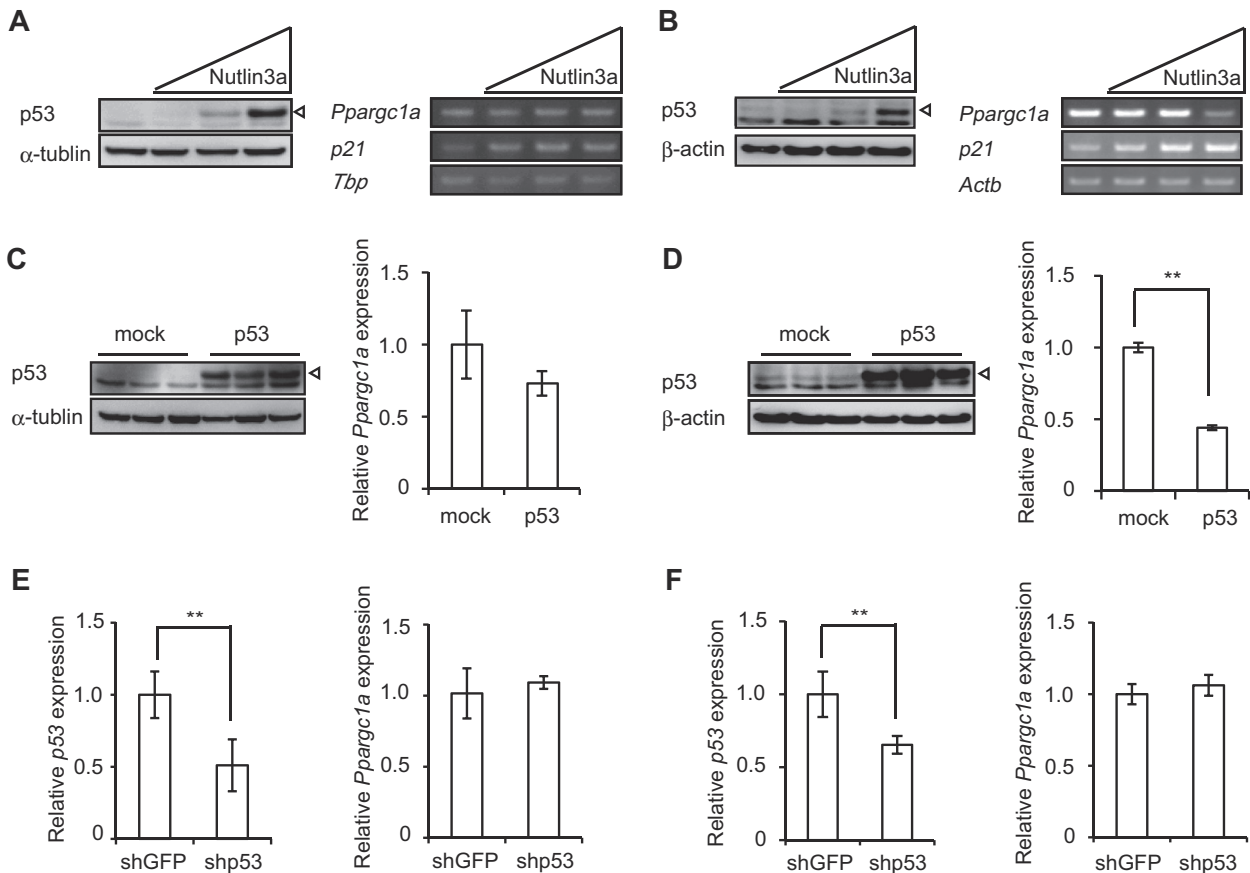 A
Nutlin3a
p53
α-tublin
Nutlin3a
Ppargc1a
p21
Tbp
B
Nutlin3a
p53
β-actin
Nutlin3a
Ppargc1a
p21
Actb
C
mock p53
p53
α-tublin
Relative Ppargc1a expression
1.5
1.0
0.5
0
mock p53
D
mock p53
p53
β-actin
Relative Ppargc1a expression
1.5
1.0
0.5
0
**
mock p53
E
Relative p53 expression
1.5
1.0
0.5
0
**
shGFP shp53
Relative Ppargc1a expression
1.5
1.0
0.5
0
shGFP shp53
F
Relative p53 expression
1.5
1.0
0.5
0
**
shGFP shp53
Relative Ppargc1a expression
1.5
1.0
0.5
0
shGFP shp53